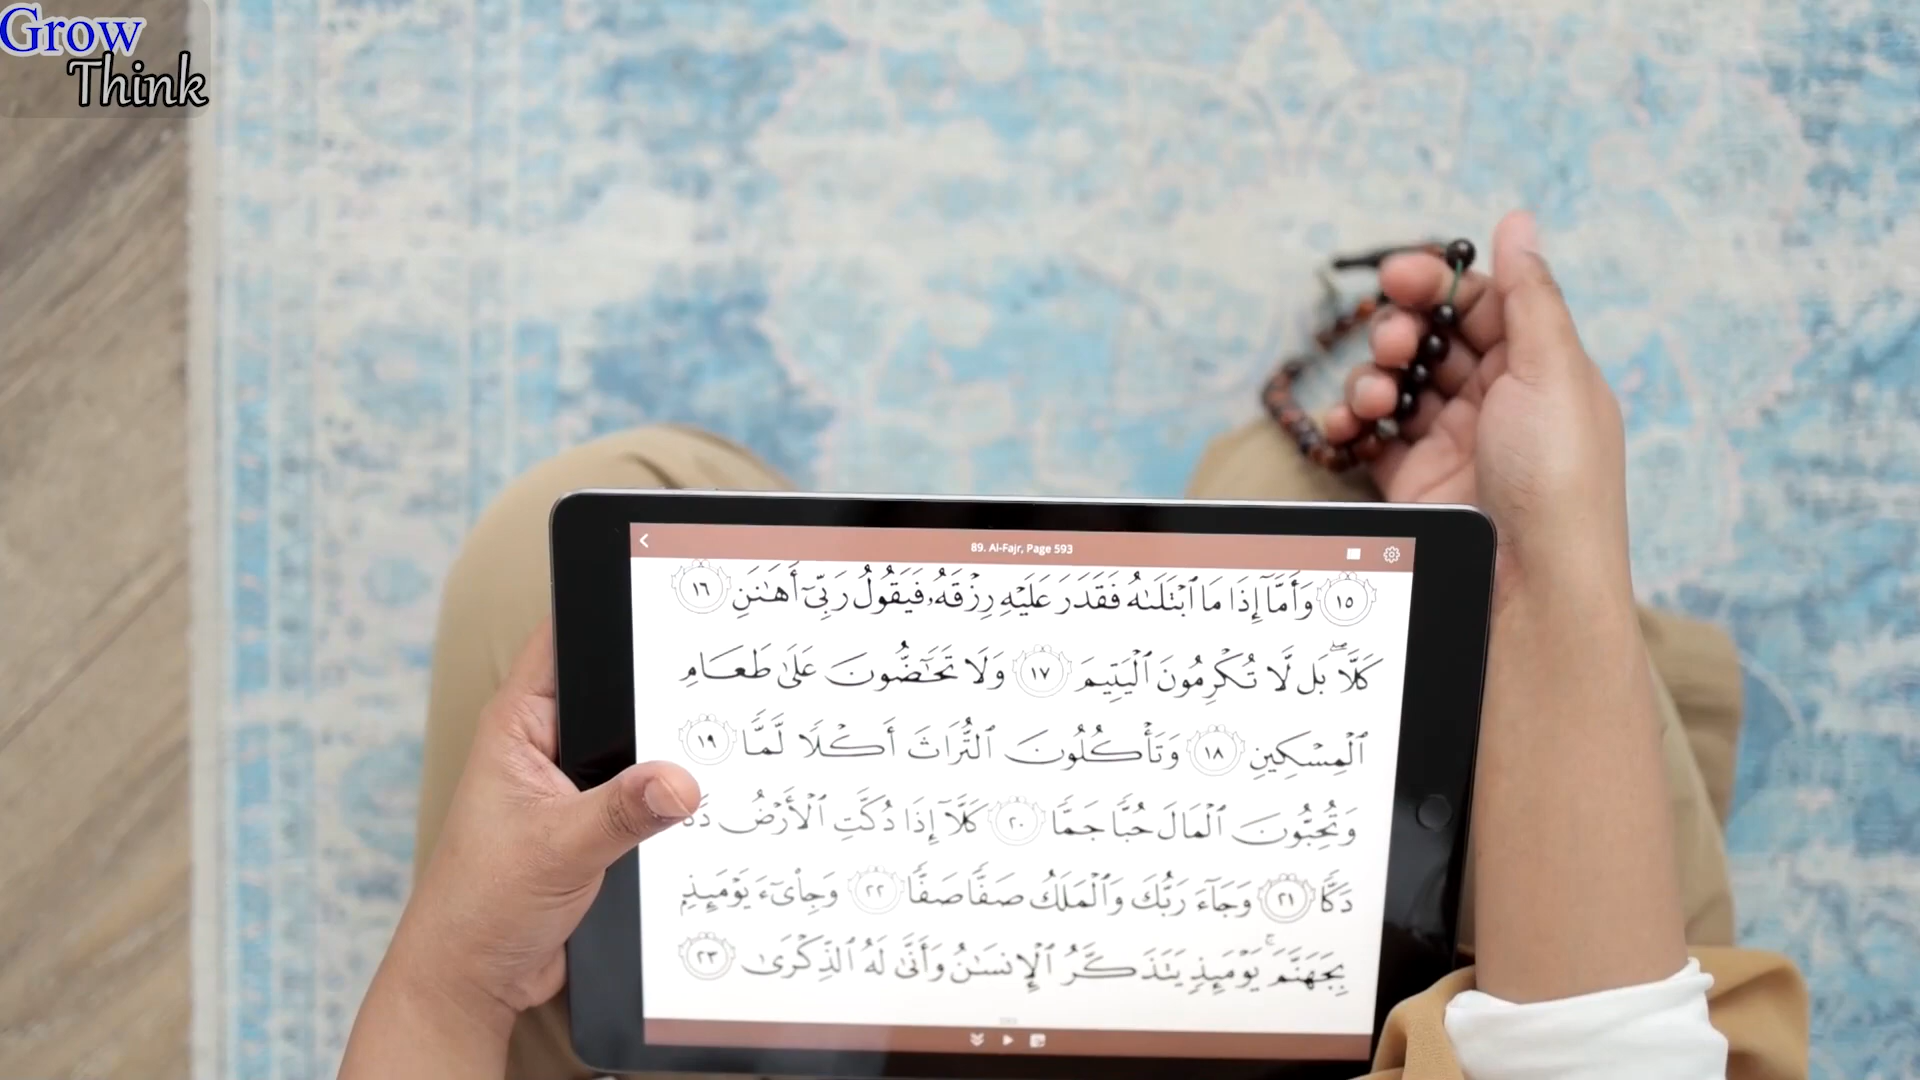 Grow
Think
89. Al-Fajr, Page 593
١٥ وَأَمَّآ إِذَا مَا ٱبْتَلَىٰهُ فَقَدَرَ عَلَيْهِ رِزْقَهُۥ فَيَقُولُ رَبِّىٓ أَهَـٰنَنِ ١٦
كَلَّا ۖ بَل لَّا تُكْرِمُونَ ٱلْيَتِيمَ ١٧ وَلَا تَحَـٰٓضُّونَ عَلَىٰ طَعَامِ
ٱلْمِسْكِينِ ١٨ وَتَأْكُلُونَ ٱلتُّرَاثَ أَكْلًا لَّمًّا ١٩
وَتُحِبُّونَ ٱلْمَالَ حُبًّا جَمًّا ٢٠ كَلَّآ إِذَا دُكَّتِ ٱلْأَرْضُ
دَكًّا ٢١ وَجَآءَ رَبُّكَ وَٱلْمَلَكُ صَفًّا صَفًّا ٢٢ وَجِا۟ىٓءَ يَوْمَئِذٍۭ
بِجَهَنَّمَ ۚ يَوْمَئِذٍ يَتَذَكَّرُ ٱلْإِنسَـٰنُ وَأَنَّىٰ لَهُ ٱلذِّكْرَىٰ ٢٣